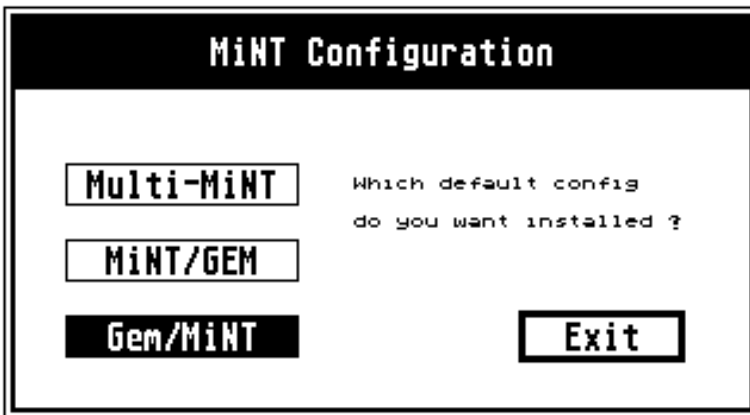 MiNT Configuration
Multi-MiNT
Which default config
do you want installed ?
MiNT/GEM
Gem/MiNT
Exit